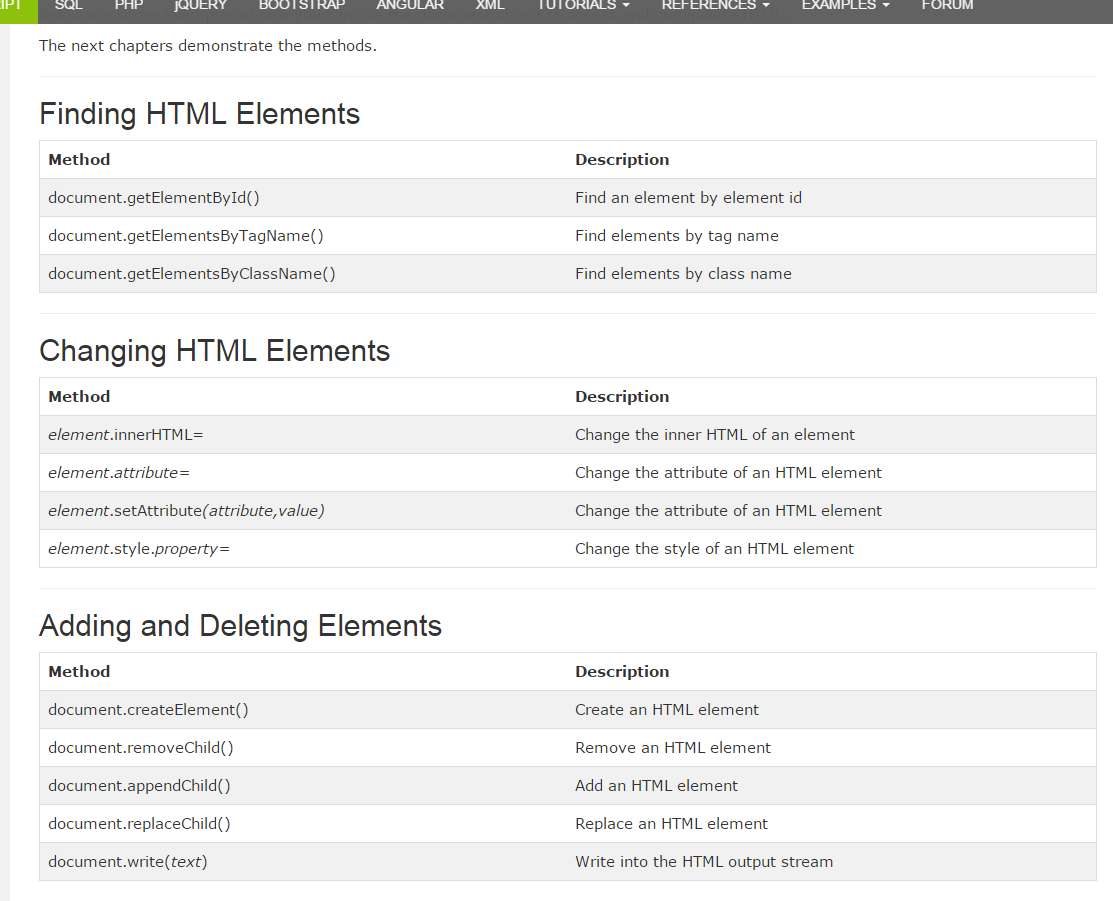 IPT SQL PHP jQUERY BOOTSTRAP ANGULAR XML TUTORIALS REFERENCES EXAMPLES FORUM
The next chapters demonstrate the methods.
Finding HTML Elements
Method Description
document.getElementById() Find an element by element id
document.getElementsByTagName() Find elements by tag name
document.getElementsByClassName() Find elements by class name
Changing HTML Elements
Method Description
element.innerHTML= Change the inner HTML of an element
element.attribute= Change the attribute of an HTML element
element.setAttribute(attribute,value) Change the attribute of an HTML element
element.style.property= Change the style of an HTML element
Adding and Deleting Elements
Method Description
document.createElement() Create an HTML element
document.removeChild() Remove an HTML element
document.appendChild() Add an HTML element
document.replaceChild() Replace an HTML element
document.write(text) Write into the HTML output stream